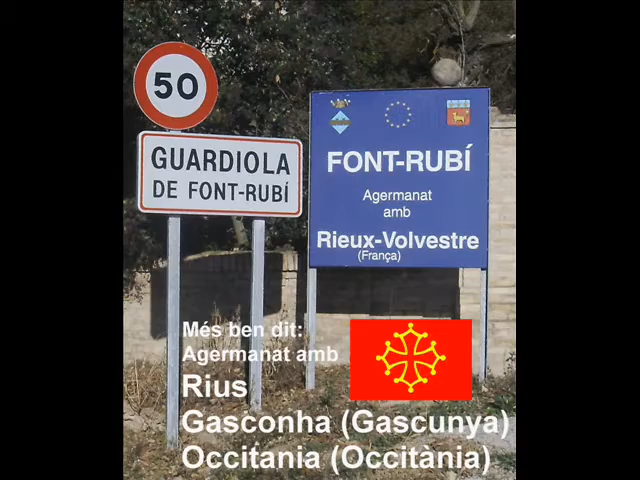 50
GUARDIOLA
DE FONT-RUBÍ
FONT-RUBÍ
Agermanat
amb
Rieux-Volvestre
(França)
Més ben dit:
Agermanat amb
Rius
Gasconha (Gascunya)
Occitania (Occitània)